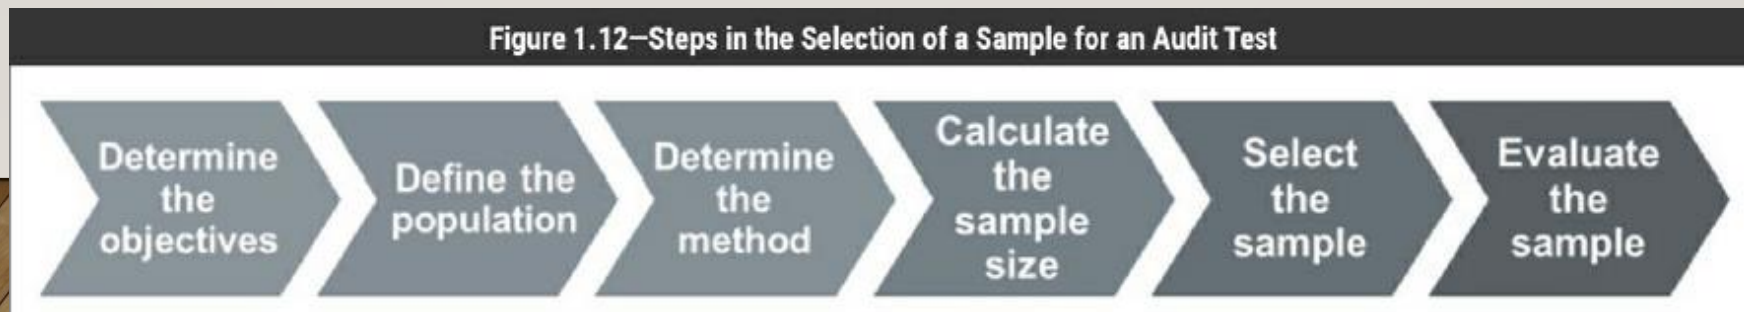 Figure 1.12—Steps in the Selection of a Sample for an Audit Test
Determine
the
objectives
Define the
population
Determine
the
method
Calculate
the
sample
size
Select
the
sample
Evaluate
the
sample